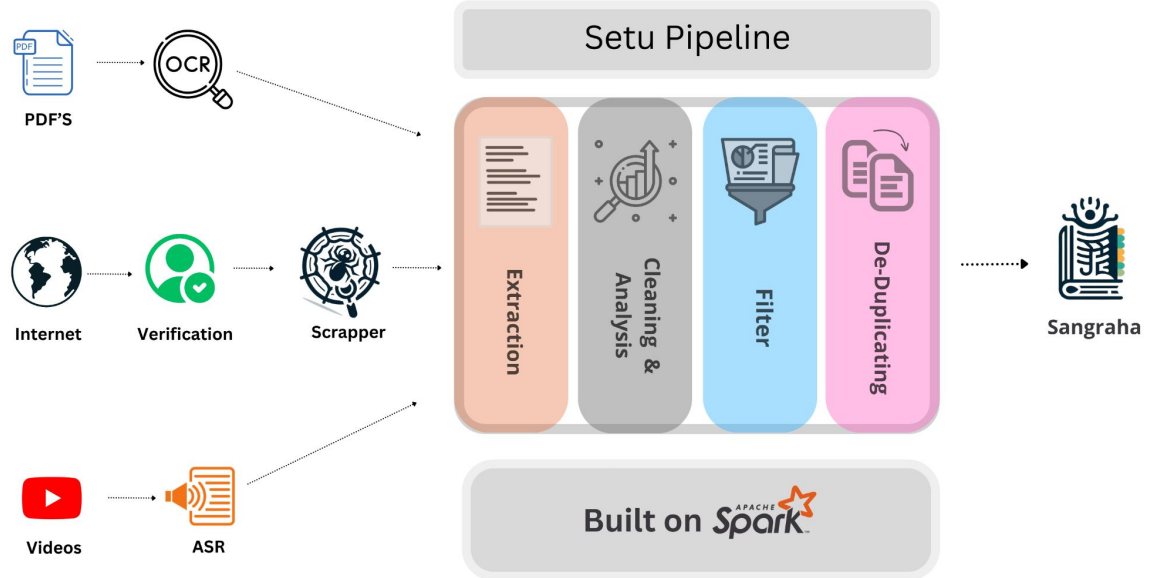 Setu Pipeline
PDF
OCR
PDF'S
Extraction
Cleaning &
Analysis
Filter
De-Duplicating
Internet
Verification
Scrapper
Sangraha
Videos
ASR
Built on APACHE Spark™